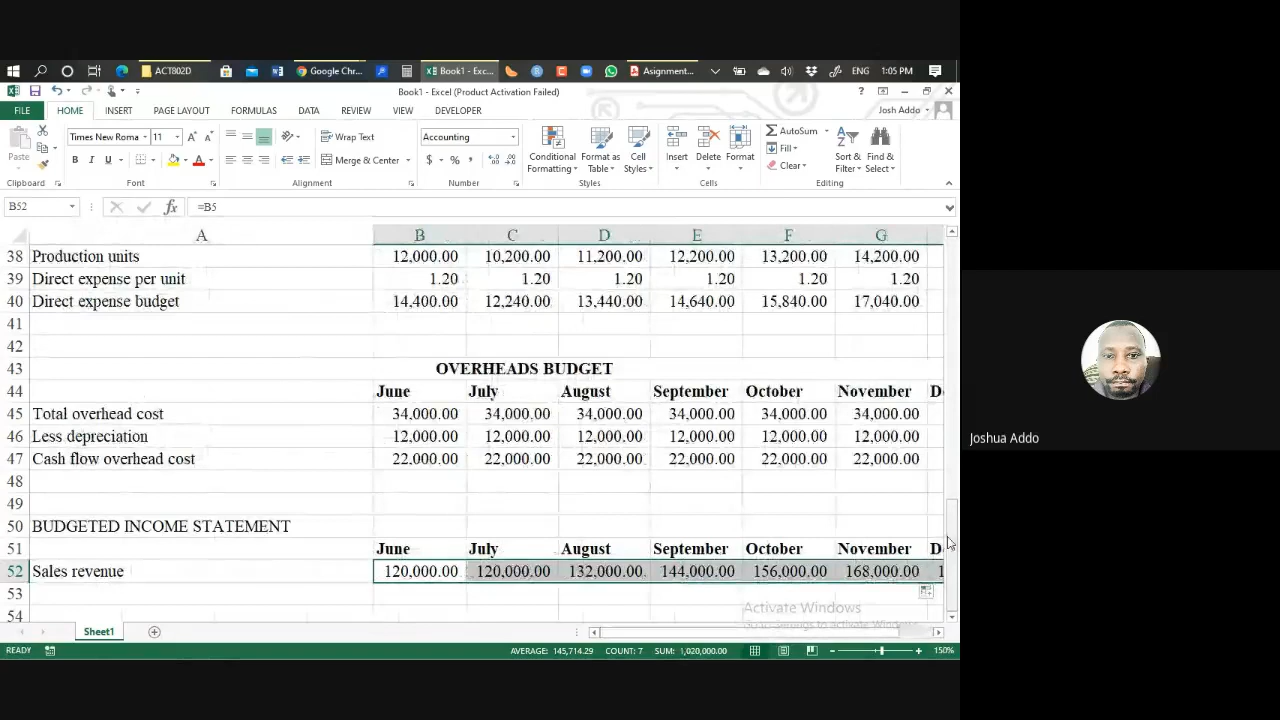 ACT802D Google Chr... Book1 - Exc... Asignment... ENG 1:05 PM
Book1 - Excel (Product Activation Failed) ?
FILE HOME INSERT PAGE LAYOUT FORMULAS DATA REVIEW VIEW DEVELOPER Josh Addo
Paste Times New Roma 11 Wrap Text Accounting Conditional Formatting Format as Table Cell Styles Insert Delete Format AutoSum Sort & Filter Find & Select
B I U A Merge & Center $ % , Fill
Clear
Clipboard Font Alignment Number Styles Cells Editing
B52 fx =B5
A B C D E F G
38 Production units 12,000.00 10,200.00 11,200.00 12,200.00 13,200.00 14,200.00
39 Direct expense per unit 1.20 1.20 1.20 1.20 1.20 1.20
40 Direct expense budget 14,400.00 12,240.00 13,440.00 14,640.00 15,840.00 17,040.00
41
42
43 OVERHEADS BUDGET
44 June July August September October November D
45 Total overhead cost 34,000.00 34,000.00 34,000.00 34,000.00 34,000.00 34,000.00
46 Less depreciation 12,000.00 12,000.00 12,000.00 12,000.00 12,000.00 12,000.00
47 Cash flow overhead cost 22,000.00 22,000.00 22,000.00 22,000.00 22,000.00 22,000.00
48
49
50 BUDGETED INCOME STATEMENT
51 June July August September October November D
52 Sales revenue 120,000.00 120,000.00 132,000.00 144,000.00 156,000.00 168,000.00 1
53
54
Activate Windows
Go to Settings to activate Windows
Sheet1
READY AVERAGE: 145,714.29 COUNT: 7 SUM: 1,020,000.00 150%
Joshua Addo